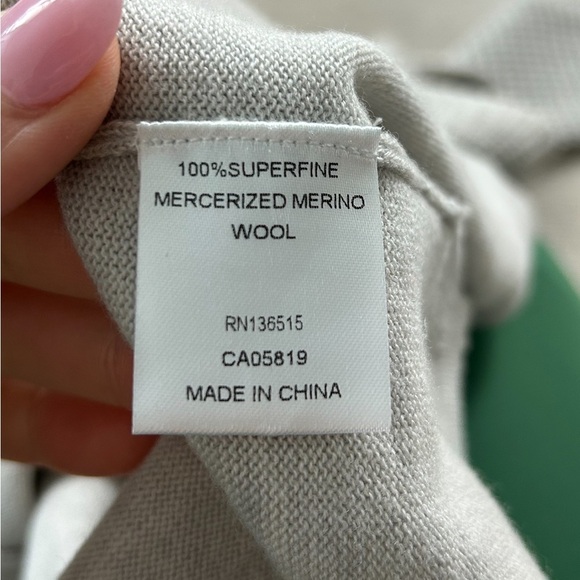 100%SUPERFINE
MERCERIZED MERINO
WOOL
RN136515
CA05819
MADE IN CHINA